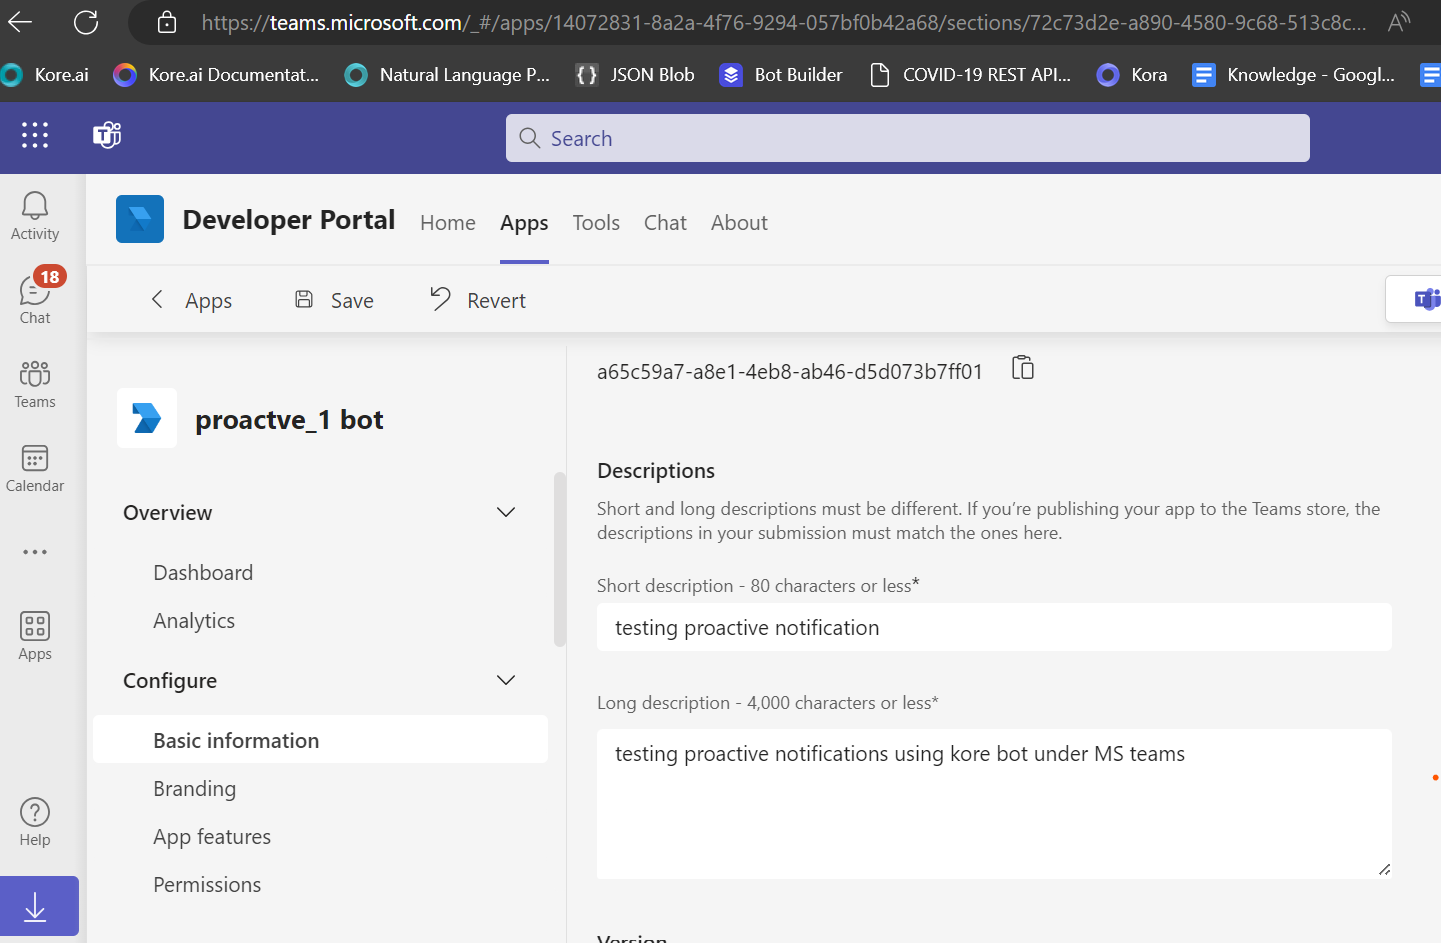 https://teams.microsoft.com/_#/apps/14072831-8a2a-4f76-9294-057bf0b42a68/sections/72c73d2e-a890-4580-9c68-513c8c...
Kore.ai
Kore.ai Documentat...
Natural Language P...
JSON Blob
Bot Builder
COVID-19 REST API...
Kora
Knowledge - Googl...
Search
Activity
18
Chat
Teams
Calendar
Apps
Help
Developer Portal
Home
Apps
Tools
Chat
About
Apps
Save
Revert
proactve_1 bot
Overview
Dashboard
Analytics
Configure
Basic information
Branding
App features
Permissions
a65c59a7-a8e1-4eb8-ab46-d5d073b7ff01
Descriptions
Short and long descriptions must be different. If you're publishing your app to the Teams store, the
descriptions in your submission must match the ones here.
Short description - 80 characters or less*
testing proactive notification
Long description - 4,000 characters or less*
testing proactive notifications using kore bot under MS teams
Version